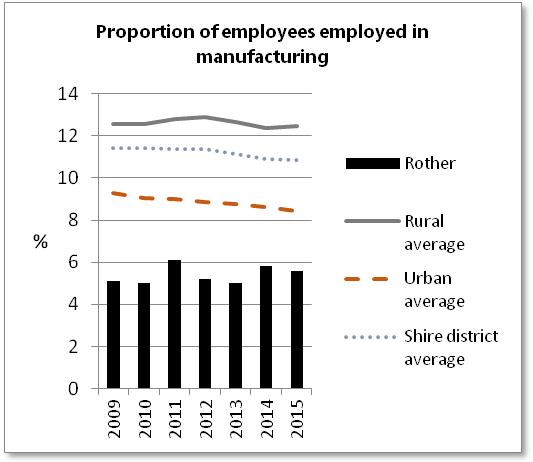 Proportion of employees employed in
manufacturing
14
12
10
8
6
4
2
0
%
2009
2010
2011
2012
2013
2014
2015
Rother
Rural
average
Urban
average
Shire district
average